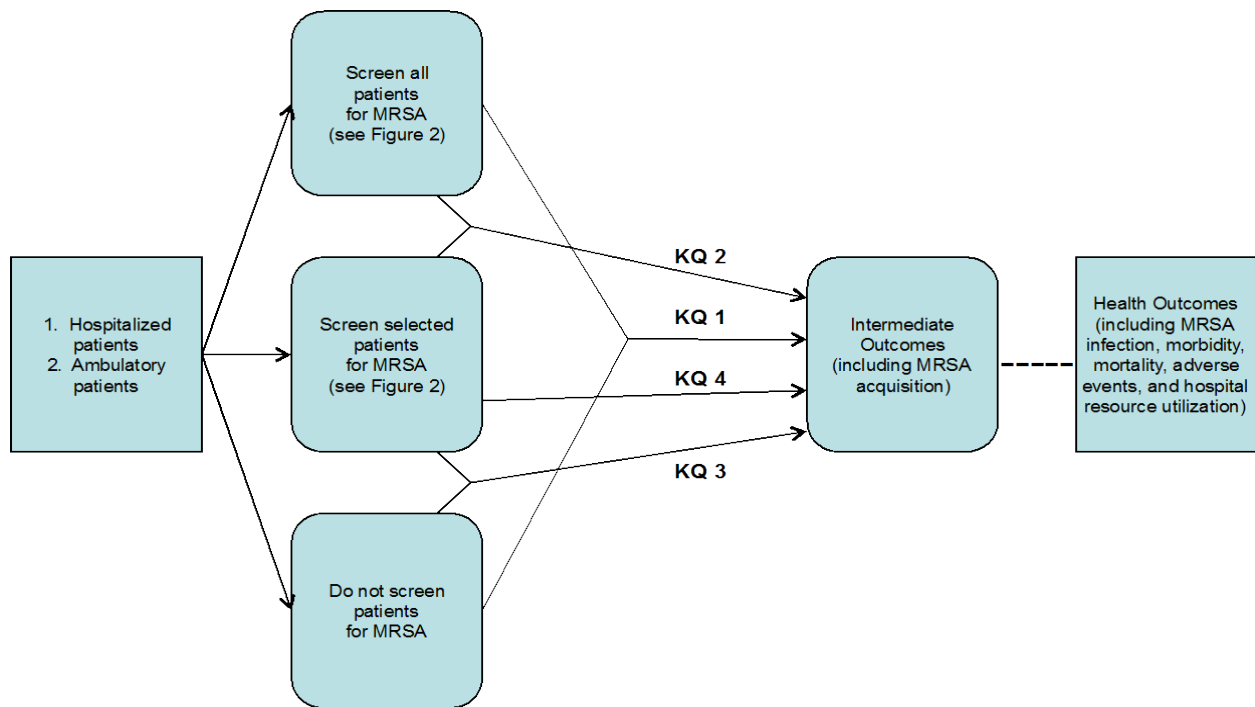 Screen all
patients
for MRSA
(see Figure 2)
1. Hospitalized
patients
2. Ambulatory
patients
Screen selected
patients
for MRSA
(see Figure 2)
Do not screen
patients
for MRSA
KQ 2
KQ 1
KQ 4
KQ 3
Intermediate
Outcomes
(including MRSA
acquisition)
Health Outcomes
(including MRSA
infection, morbidity,
mortality, adverse
events, and hospital
resource utilization)